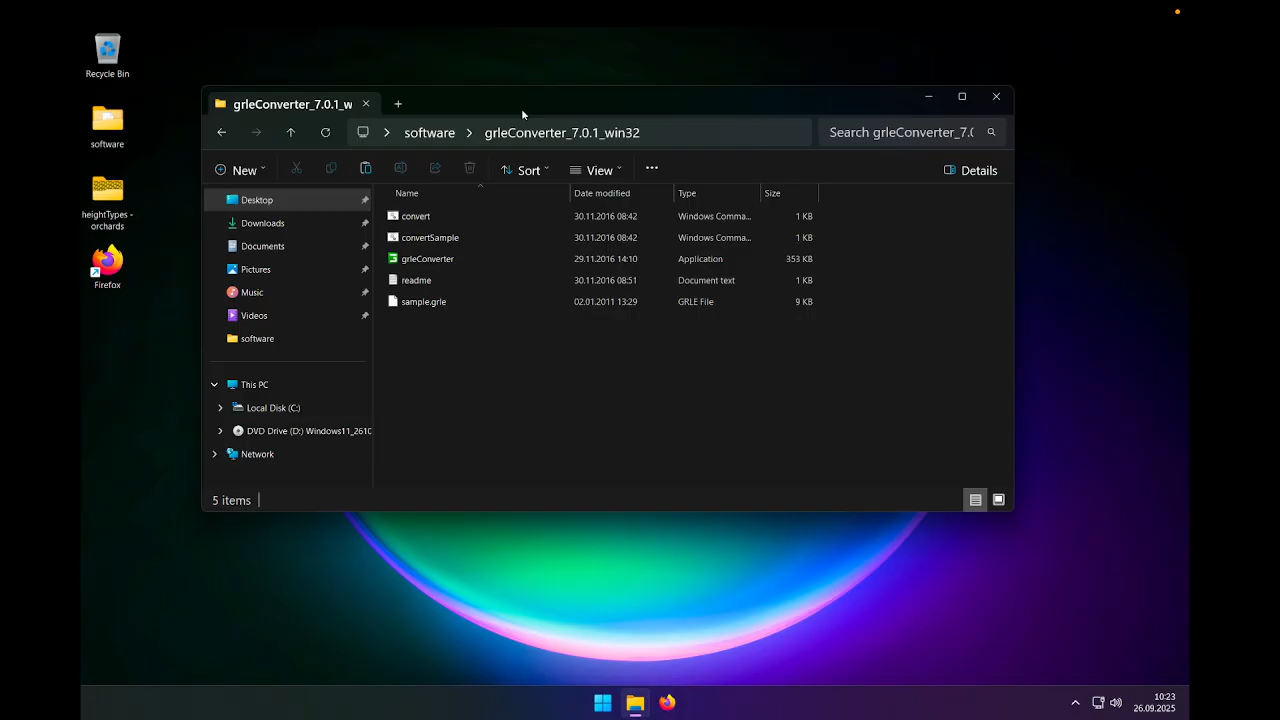 Recycle Bin
software
heightTypes -
orchards
Firefox
grleConverter_7.0.1_w
software
grleConverter_7.0.1_win32
Search grleConverter_7.(
New
Sort
View
Details
Name
Date modified
Type
Size
Desktop
Downloads
Documents
Pictures
Music
Videos
software
This PC
Local Disk (C:)
DVD Drive (D:) Windows11_2610
Network
convert 30.11.2016 08:42 Windows Comma... 1 KB
convertSample 30.11.2016 08:42 Windows Comma... 1 KB
grleConverter 29.11.2016 14:10 Application 353 KB
readme 30.11.2016 08:51 Document text 1 KB
sample.grle 02.01.2011 13:29 GRLE File 9 KB
5 items
10:23
26.09.2025